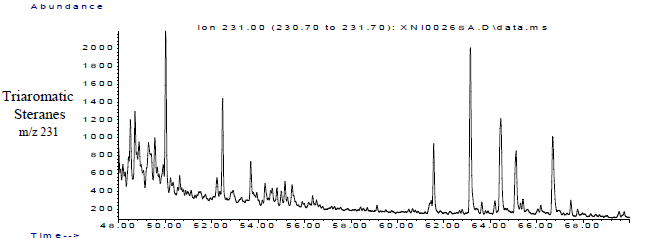 Abundance
Ion 231.00 (230.70 to 231.70): XNI0026SA.D\data.ms
2000
1800
1600
1400
1200
1000
800
600
400
200
Triaromatic
Steranes
m/z 231
48.00 50.00 52.00 54.00 56.00 58.00 60.00 62.00 64.00 66.00 68.00
Time-->